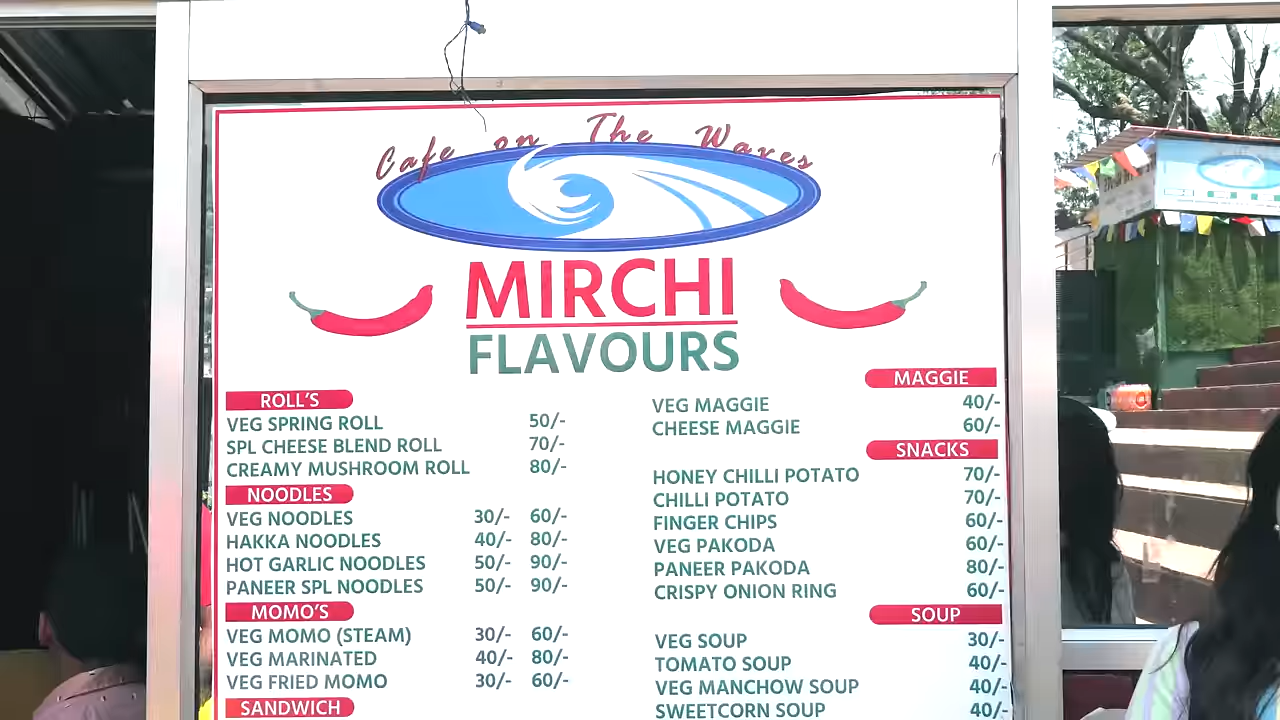 Cafe on The Waves
MIRCHI
FLAVOURS
ROLL'S
VEG SPRING ROLL 50/-
SPL CHEESE BLEND ROLL 70/-
CREAMY MUSHROOM ROLL 80/-
NOODLES
VEG NOODLES 30/- 60/-
HAKKA NOODLES 40/- 80/-
HOT GARLIC NOODLES 50/- 90/-
PANEER SPL NOODLES 50/- 90/-
MOMO'S
VEG MOMO (STEAM) 30/- 60/-
VEG MARINATED 40/- 80/-
VEG FRIED MOMO 30/- 60/-
SANDWICH
MAGGIE
VEG MAGGIE 40/-
CHEESE MAGGIE 60/-
SNACKS
HONEY CHILLI POTATO 70/-
CHILLI POTATO 70/-
FINGER CHIPS 60/-
VEG PAKODA 60/-
PANEER PAKODA 80/-
CRISPY ONION RING 60/-
SOUP
VEG SOUP 30/-
TOMATO SOUP 40/-
VEG MANCHOW SOUP 40/-
SWEETCORN SOUP 40/-